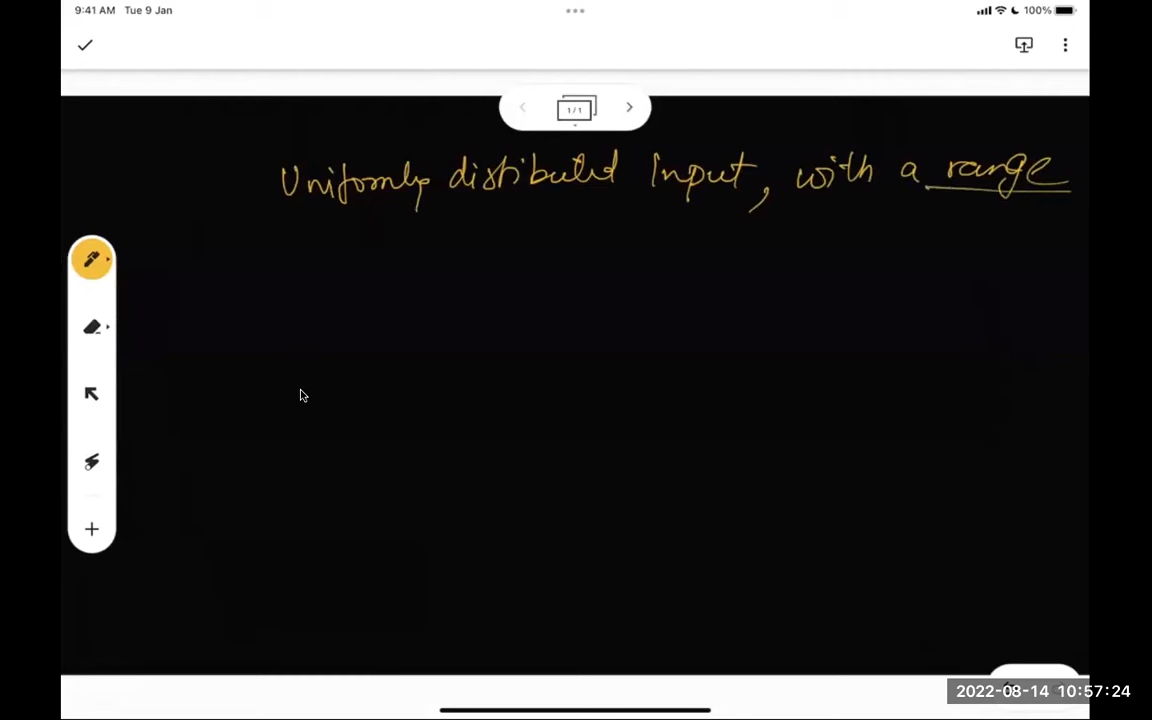 9:41 AM Tue 9 Jan
100%
1/1
Uniformly distibuted Input, with a range
2022-08-14 10:57:24